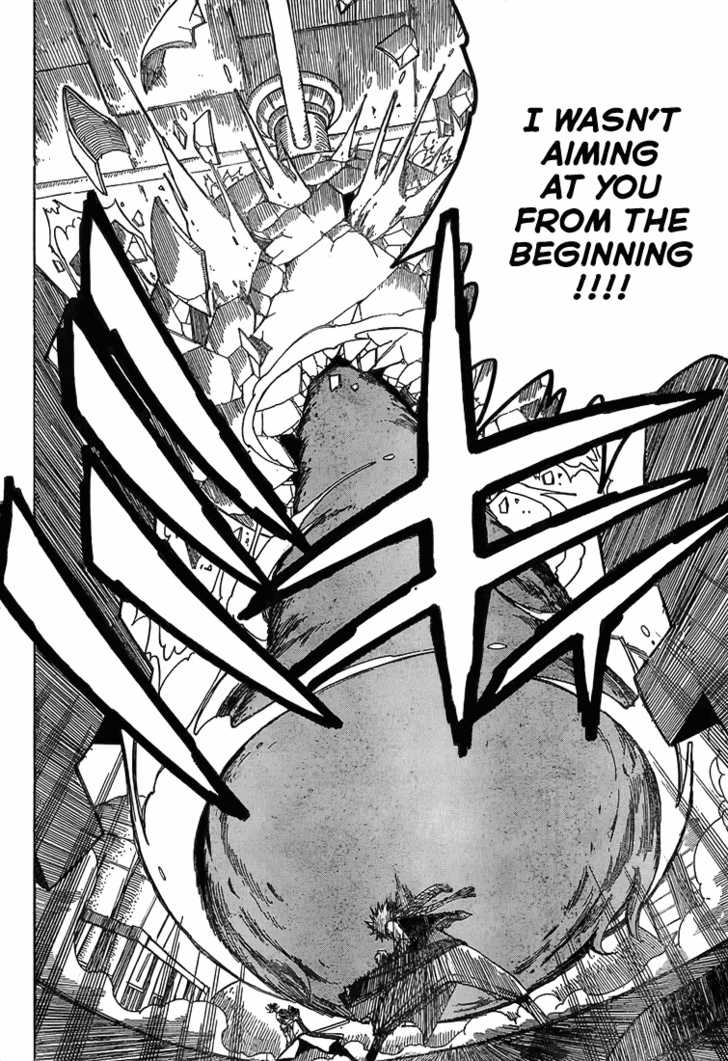 I WASN'T
AIMING
AT YOU
FROM THE
BEGINNING
!!!!